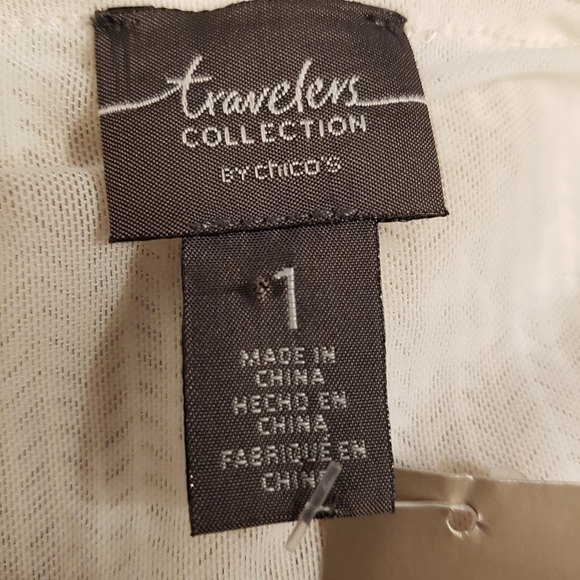 travelers
COLLECTION
BY chico's
1
MADE IN
CHINA
HECHO EN
CHINA
FABRIQUÉ EN
CHINE